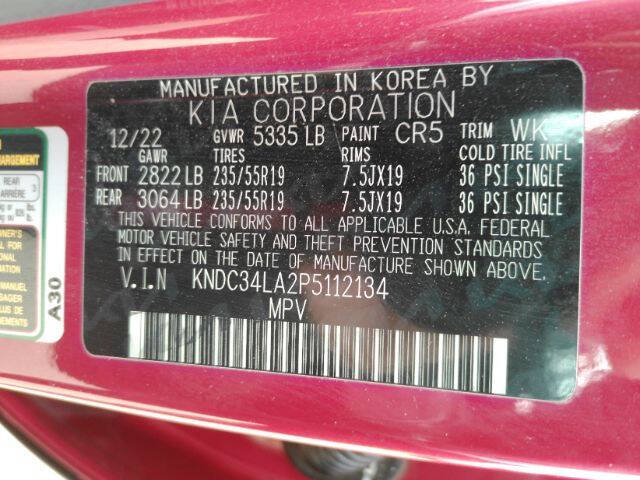 MANUFACTURED IN KOREA BY
KIA CORPORATION
12/22 GVWR 5335 LB PAINT CR5 TRIM WK
GAWR TIRES RIMS COLD TIRE INFL
FRONT 2822 LB 235/55R19 7.5JX19 36 PSI SINGLE
REAR 3064 LB 235/55R19 7.5JX19 36 PSI SINGLE
THIS VEHICLE CONFORMS TO ALL APPLICABLE U.S.A. FEDERAL
MOTOR VEHICLE SAFETY AND THEFT PREVENTION STANDARDS
IN EFFECT ON THE DATE OF MANUFACTURE SHOWN ABOVE.
V.I.N KNDC34LA2P5112134
MPV
REAR
ARRIÈRE 3
A30